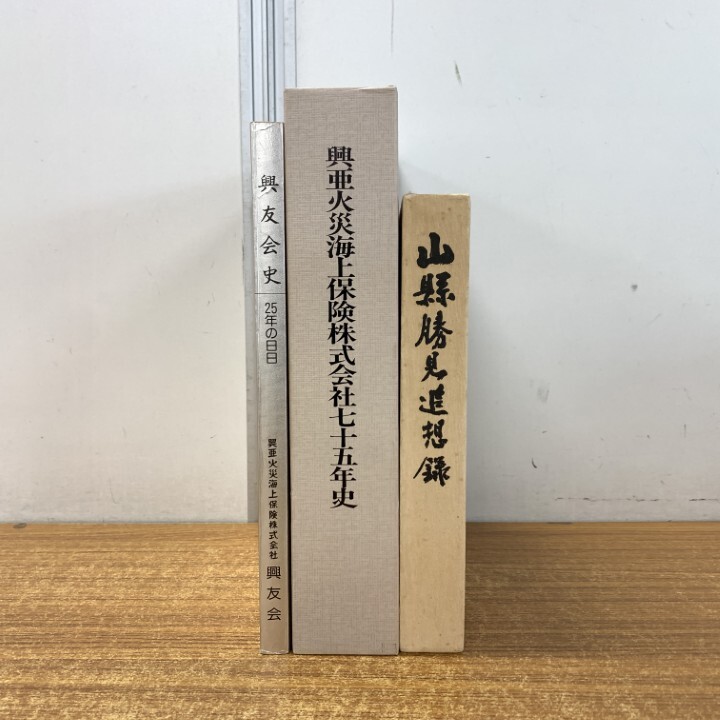 興友会史
25年の日日
興亜火災海上保険株式会社
興友会
興亜火災海上保険株式会社七十五年史
山縣勝見追想録